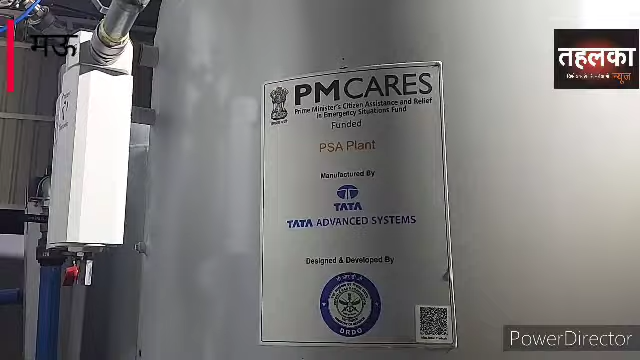 मऊ
तहलका
न्यूज
PM CARES
Prime Minister's Citizen Assistance and Relief
in Emergency Situations Fund
Funded
PSA Plant
Manufactured By
TATA
TATA ADVANCED SYSTEMS
Designed & Developed By
DRDO
PowerDirector